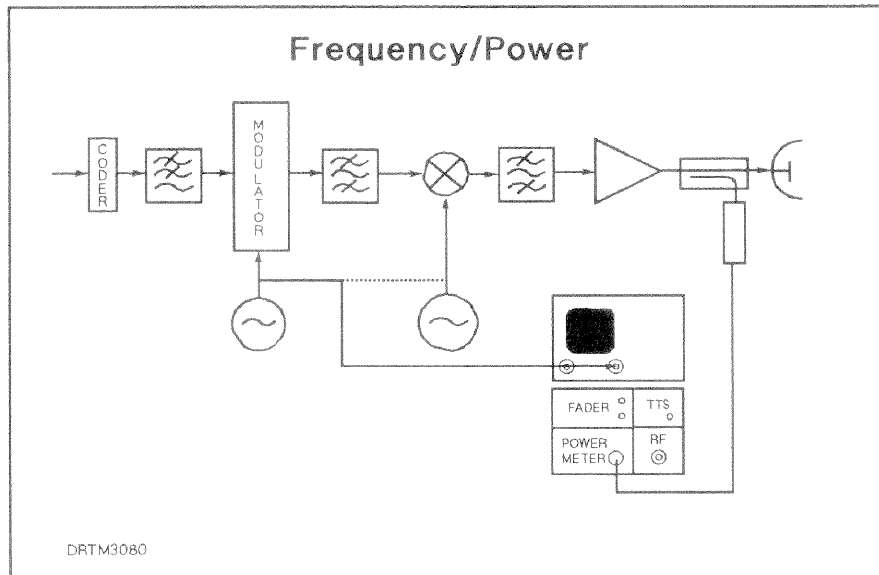 Frequency/Power
CODER
MODULATOR
FADER
TTS
POWER
METER
RF
DRTM3080